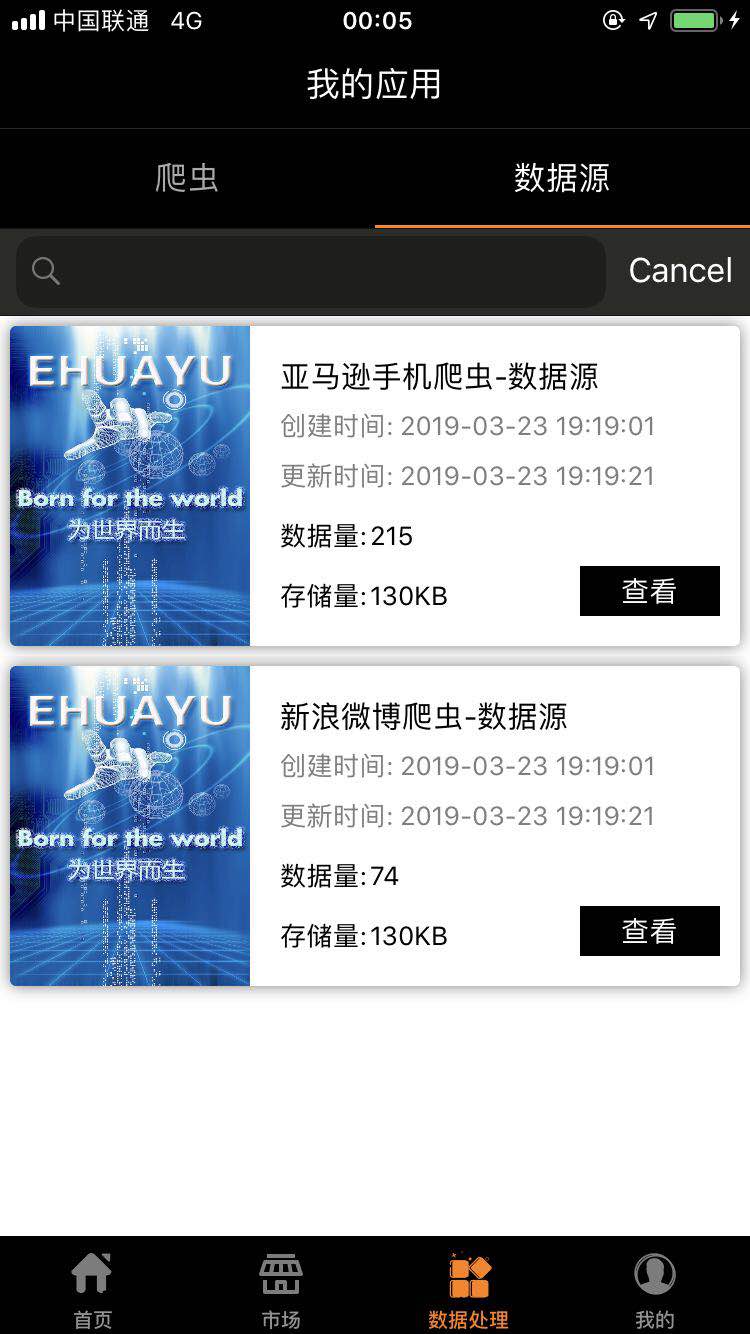 中国联通 4G 00:05
我的应用
爬虫 数据源
Cancel
EHUAYU
Born for the world
为世界而生
亚马逊手机爬虫-数据源
创建时间: 2019-03-23 19:19:01
更新时间: 2019-03-23 19:19:21
数据量:215
存储量:130KB
查看
EHUAYU
Born for the world
为世界而生
新浪微博爬虫-数据源
创建时间: 2019-03-23 19:19:01
更新时间: 2019-03-23 19:19:21
数据量:74
存储量:130KB
查看
首页 市场 数据处理 我的